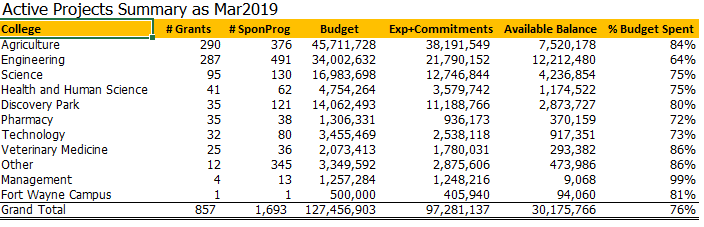 Active Projects Summary as Mar2019
College # Grants # SponProg Budget Exp+Commitments Available Balance % Budget Spent
Agriculture 290 376 45,711,728 38,191,549 7,520,178 84%
Engineering 287 491 34,002,632 21,790,152 12,212,480 64%
Science 95 130 16,983,698 12,746,844 4,236,854 75%
Health and Human Science 41 62 4,754,264 3,579,742 1,174,522 75%
Discovery Park 35 121 14,062,493 11,188,766 2,873,727 80%
Pharmacy 35 38 1,306,331 936,173 370,159 72%
Technology 32 80 3,455,469 2,538,118 917,351 73%
Veterinary Medicine 25 36 2,073,413 1,780,031 293,382 86%
Other 12 345 3,349,592 2,875,606 473,986 86%
Management 4 13 1,257,284 1,248,216 9,068 99%
Fort Wayne Campus 1 1 500,000 405,940 94,060 81%
Grand Total 857 1,693 127,456,903 97,281,137 30,175,766 76%